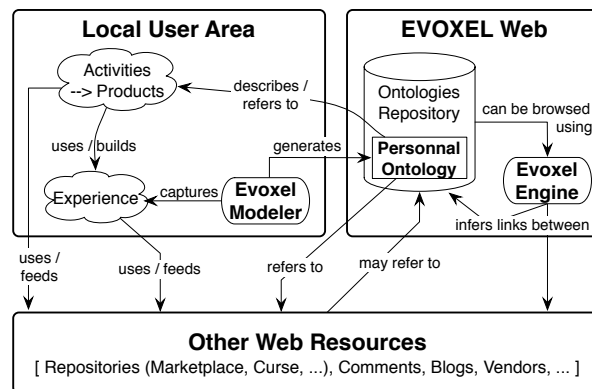 Local User Area
EVOXEL Web
Activities
--> Products
describes /
refers to
Ontologies
Repository
can be browsed
using
uses / builds
generates
Personnal
Ontology
Experience
captures
Evoxel
Modeler
Evoxel
Engine
infers links between
uses /
feeds
uses / feeds
refers to
may refer to
Other Web Resources
[ Repositories (Marketplace, Curse, ...), Comments, Blogs, Vendors, ... ]